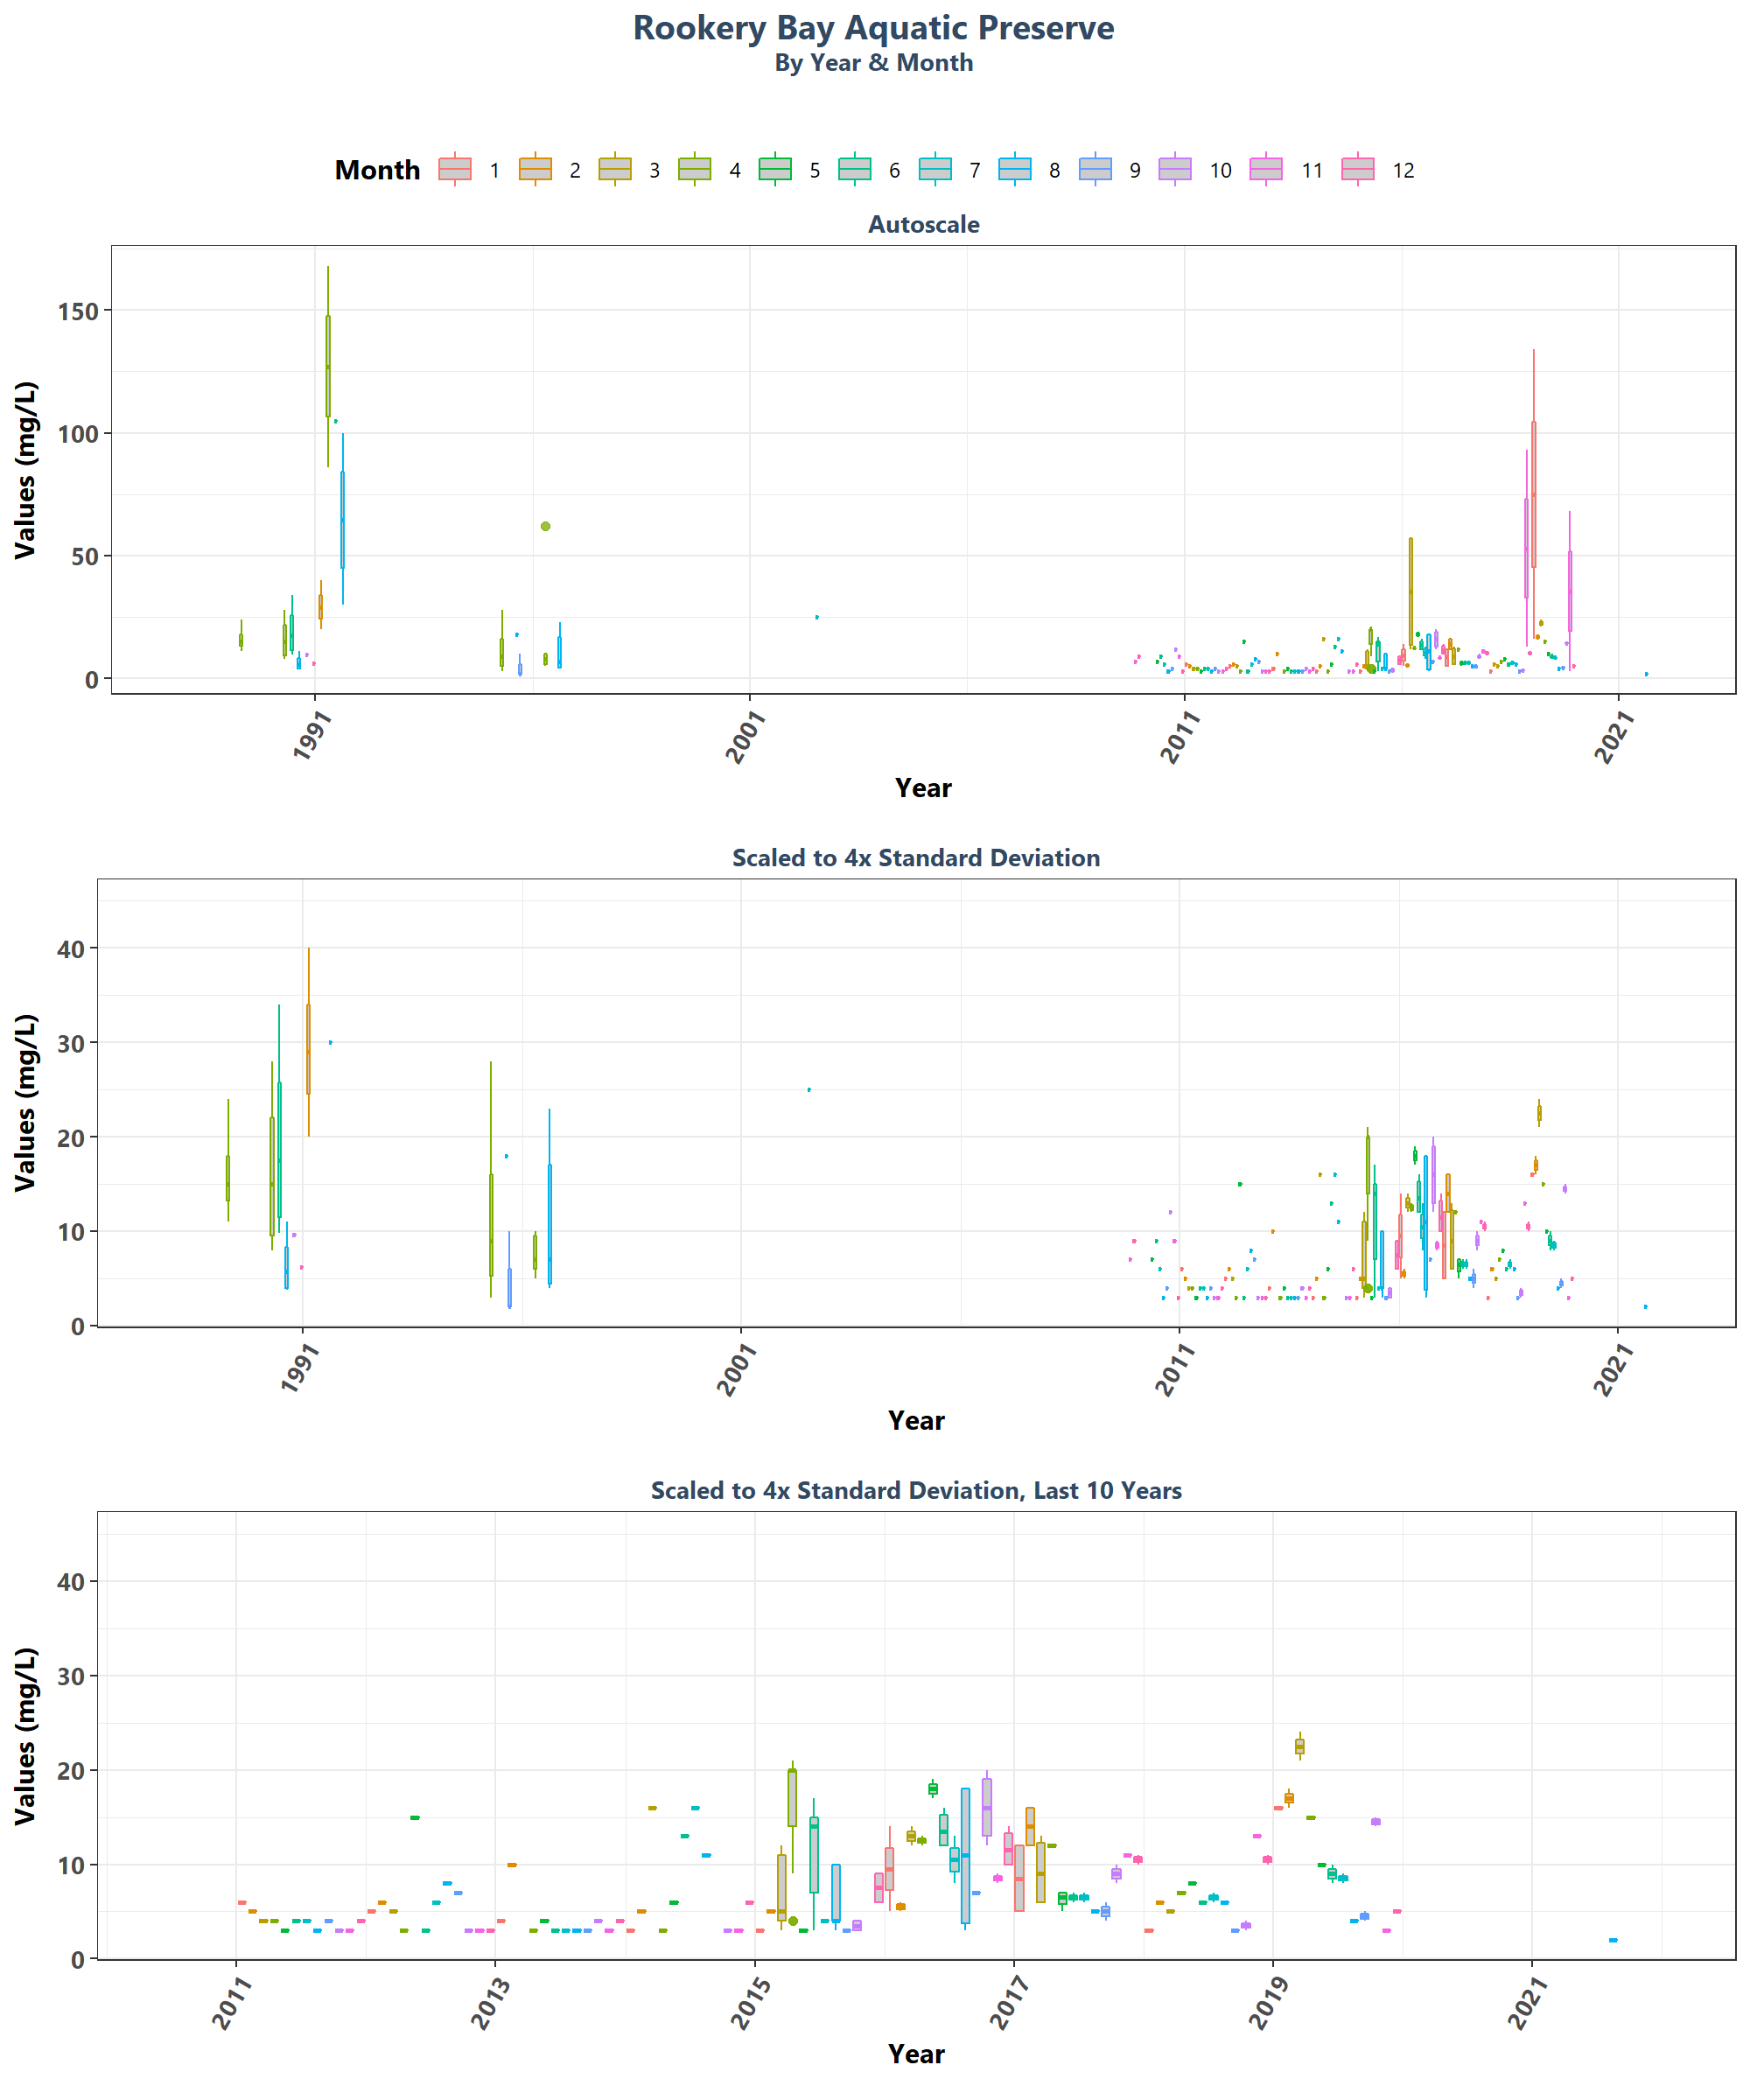 Rookery Bay Aquatic Preserve
By Year & Month
Month 1 2 3 4 5 6 7 8 9 10 11 12
Autoscale
Values (mg/L)
150
100
50
0
1991 2001 2011 2021
Year
Scaled to 4x Standard Deviation
Values (mg/L)
40
30
20
10
0
1991 2001 2011 2021
Year
Scaled to 4x Standard Deviation, Last 10 Years
Values (mg/L)
40
30
20
10
0
2011 2013 2015 2017 2019 2021
Year